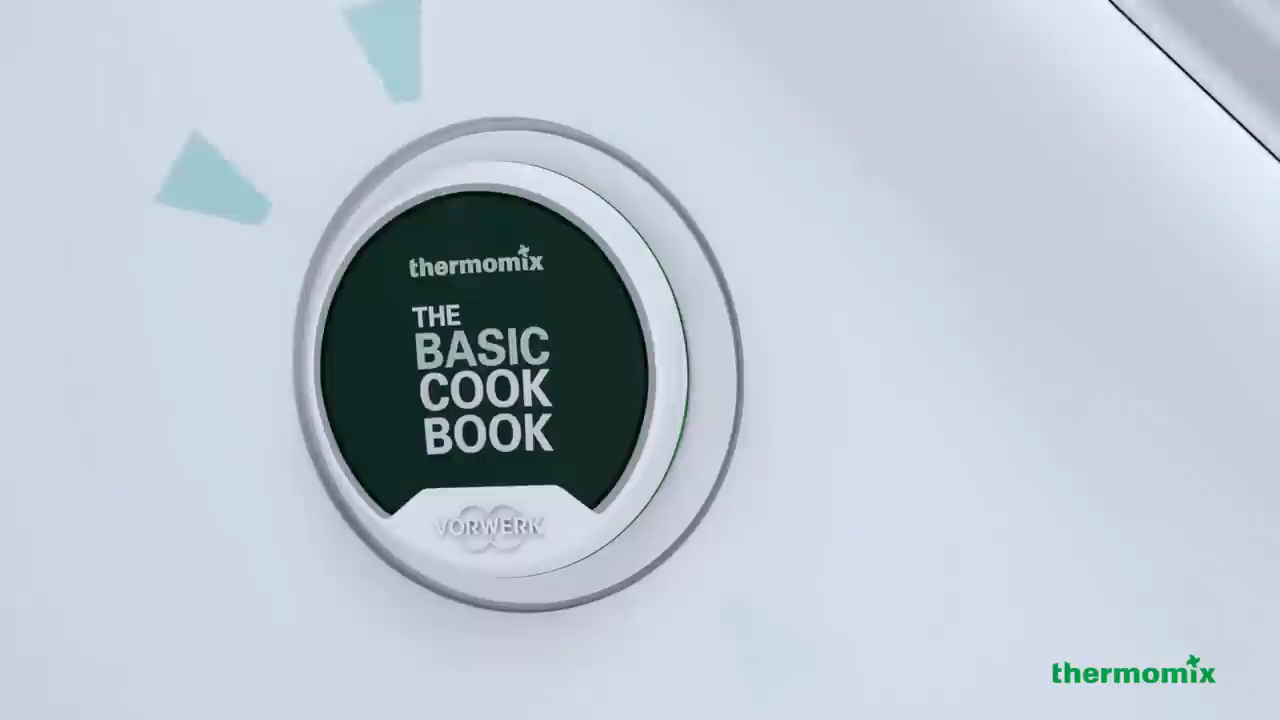 thermomix
THE
BASIC
COOK
BOOK
VORWERK
thermomix